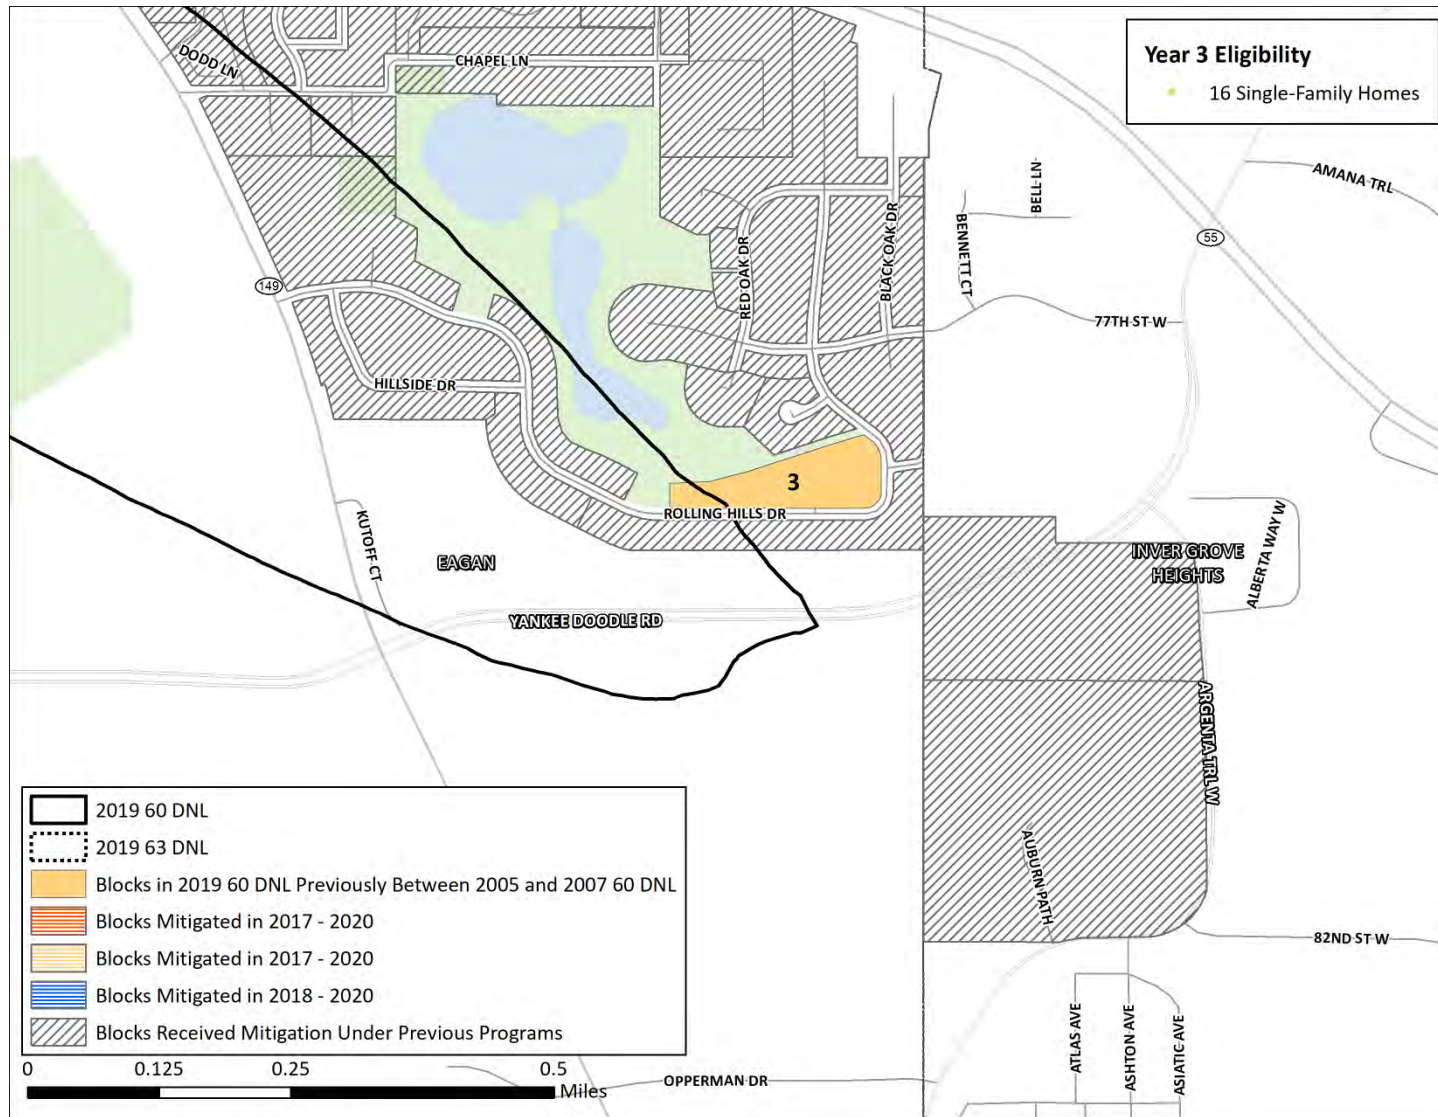 Year 3 Eligibility
16 Single-Family Homes
DODD LN
CHAPEL LN
AMANA TRL
BELL LN
BENNETT CT
55
RED OAK DR
BLACK OAK DR
149
77TH ST W
HILLSIDE DR
3
ROLLING HILLS DR
KUTOFF CT
EAGAN
INVER GROVE
HEIGHTS
ALBERTA WAY W
YANKEE DOODLE RD
ARGENTA TRL W
AUBURN PATH
82ND ST W
ATLAS AVE
ASHTON AVE
ASIATIC AVE
OPPERMAN DR
2019 60 DNL
2019 63 DNL
Blocks in 2019 60 DNL Previously Between 2005 and 2007 60 DNL
Blocks Mitigated in 2017 - 2020
Blocks Mitigated in 2017 - 2020
Blocks Mitigated in 2018 - 2020
Blocks Received Mitigation Under Previous Programs
0 0.125 0.25 0.5
Miles